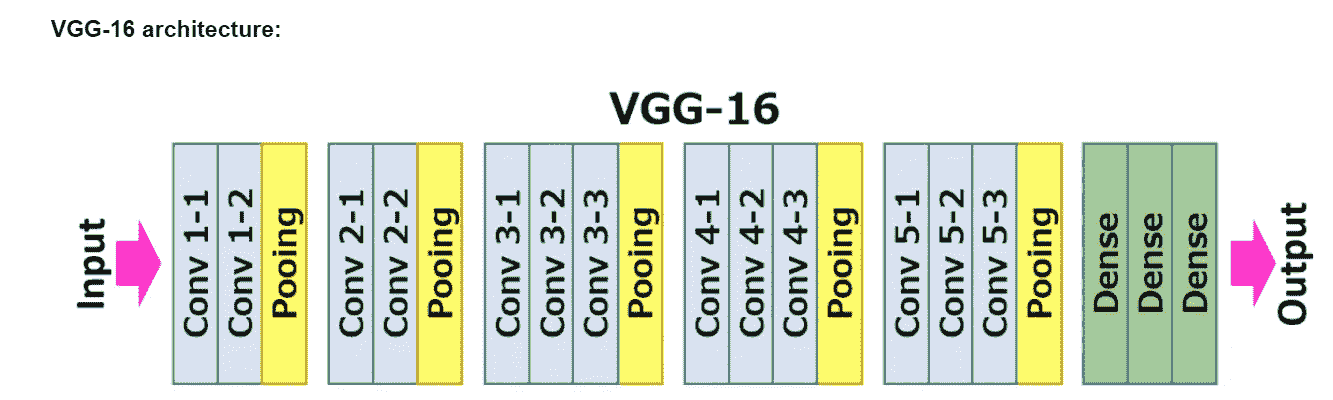 VGG-16 architecture:
VGG-16
Input
Conv 1-1
Conv 1-2
Pooing
Conv 2-1
Conv 2-2
Pooing
Conv 3-1
Conv 3-2
Conv 3-3
Pooing
Conv 4-1
Conv 4-2
Conv 4-3
Pooing
Conv 5-1
Conv 5-2
Conv 5-3
Pooing
Dense
Dense
Dense
Output